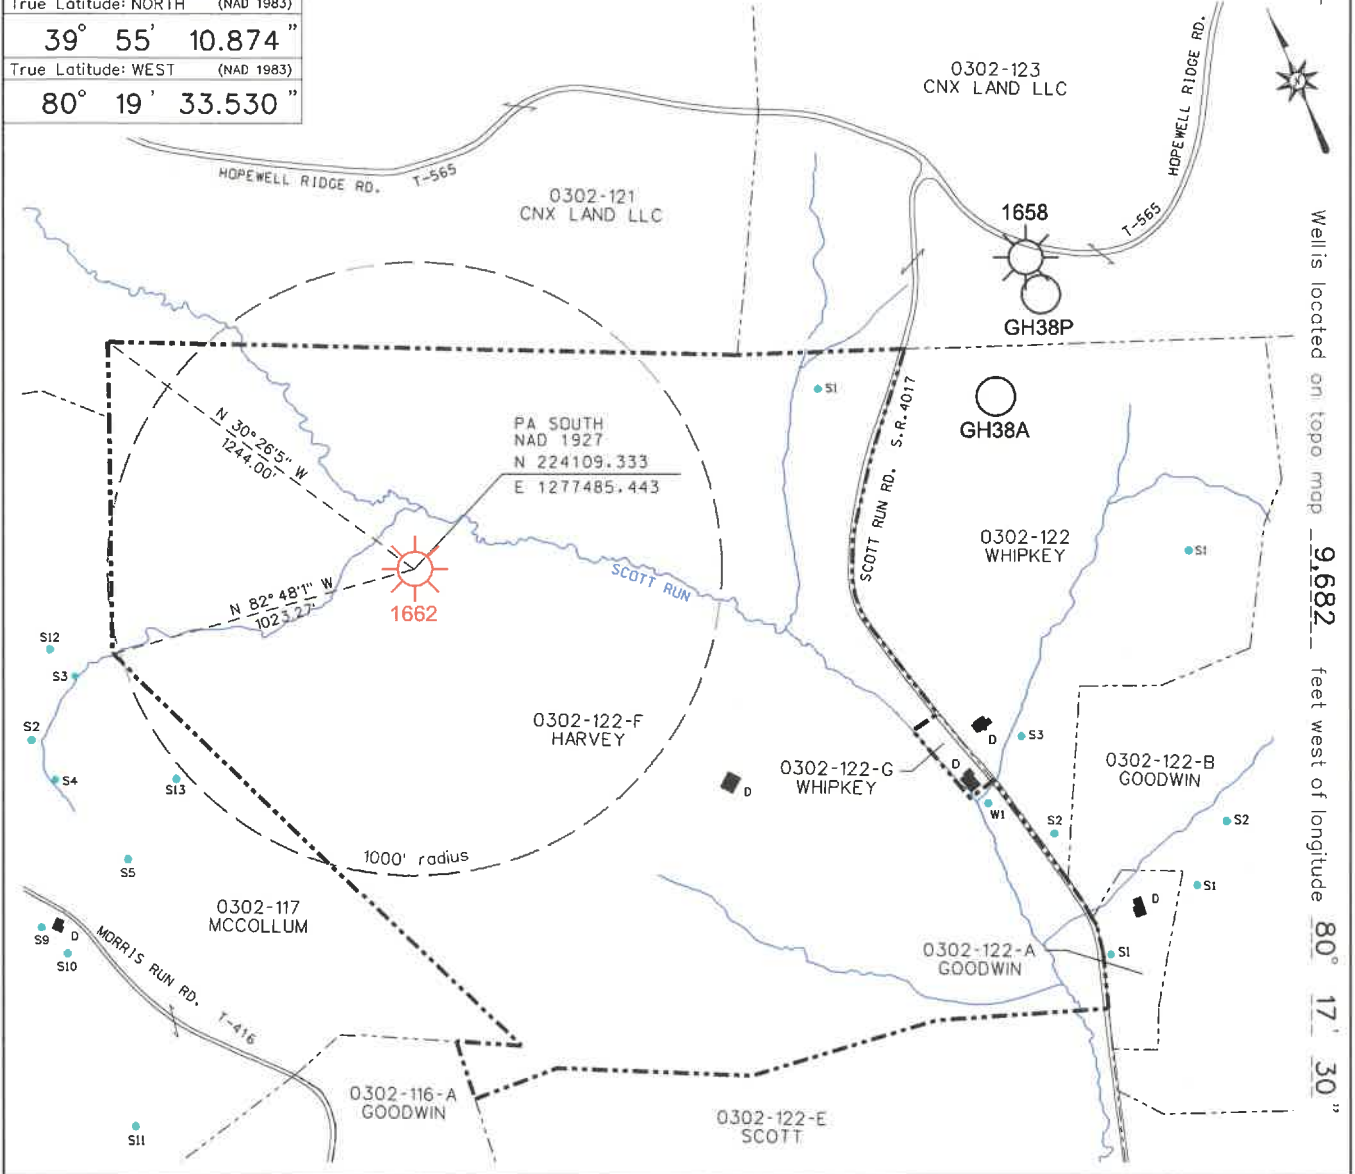 True Latitude: NORTH (NAD 1983)
39° 55' 10.874"
True Latitude: WEST (NAD 1983)
80° 19' 33.530"
0302-123
CNX LAND LLC
HOPEWELL RIDGE RD.
HOPEWELL RIDGE RD. T-565
0302-121
CNX LAND LLC
1658
T-565
GH38P
Well is located on topo map 9,682 feet west of longitude 80° 17' 30"
S1
GH38A
SCOTT RUN RD. S.R.4017
N 30°26'5" W
1244.00'
PA SOUTH
NAD 1927
N 224109.333
E 1277485.443
0302-122
WHIPKEY
S1
SCOTT RUN
N 82°48'1" W
1023.27'
1662
S12
S3
S2
S4
S13
0302-122-F
HARVEY
D
S3
0302-122-B
GOODWIN
0302-122-G
WHIPKEY
D
D
W1
S2
S2
1000' radius
S5
S1
D
0302-117
MCCOLLUM
S9
D
S10
MORRIS RUN RD. T-416
0302-122-A
GOODWIN
S1
0302-116-A
GOODWIN
0302-122-E
SCOTT
S11